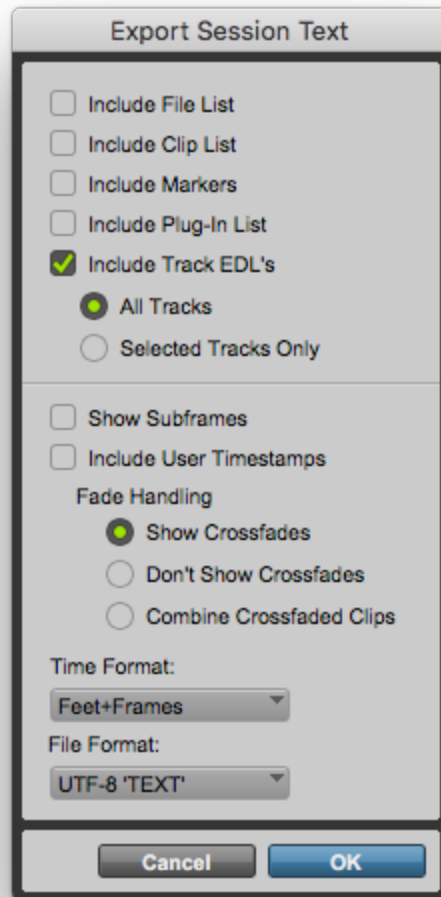 Export Session Text
Include File List
Include Clip List
Include Markers
Include Plug-In List
Include Track EDL's
All Tracks
Selected Tracks Only
Show Subframes
Include User Timestamps
Fade Handling
Show Crossfades
Don't Show Crossfades
Combine Crossfaded Clips
Time Format:
Feet+Frames
File Format:
UTF-8 'TEXT'
Cancel OK